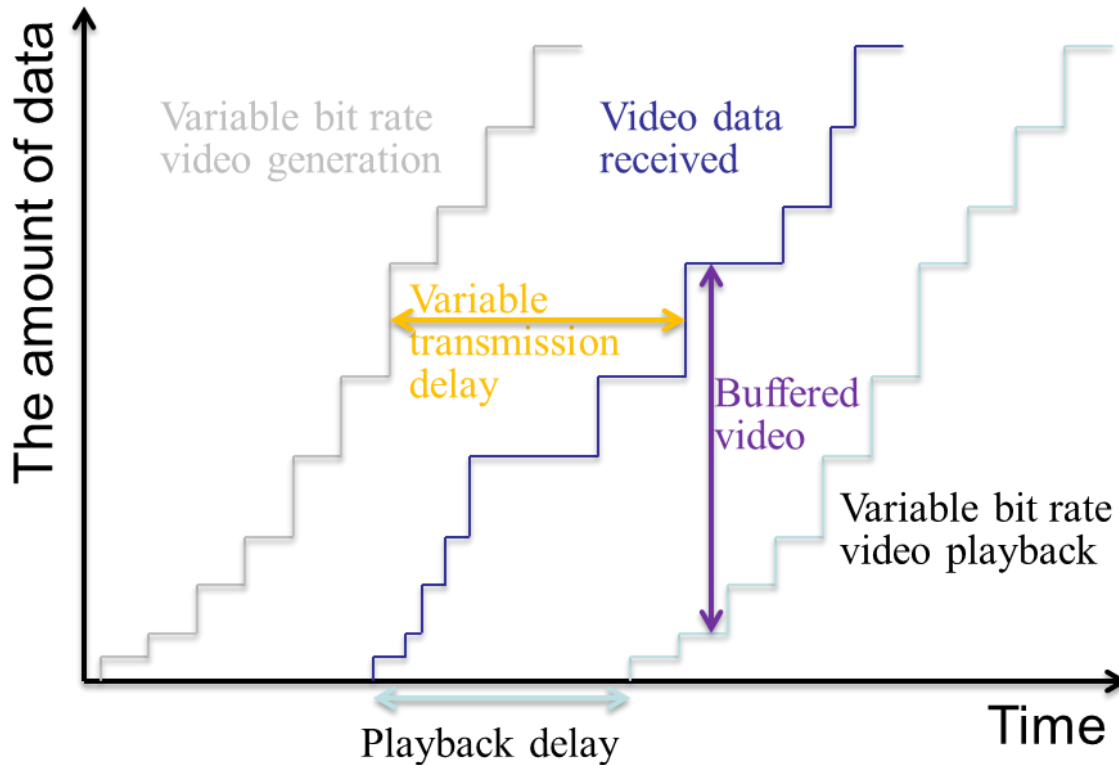 The amount of data
Variable bit rate
video generation
Video data
received
Variable
transmission
delay
Buffered
video
Variable bit rate
video playback
Playback delay
Time